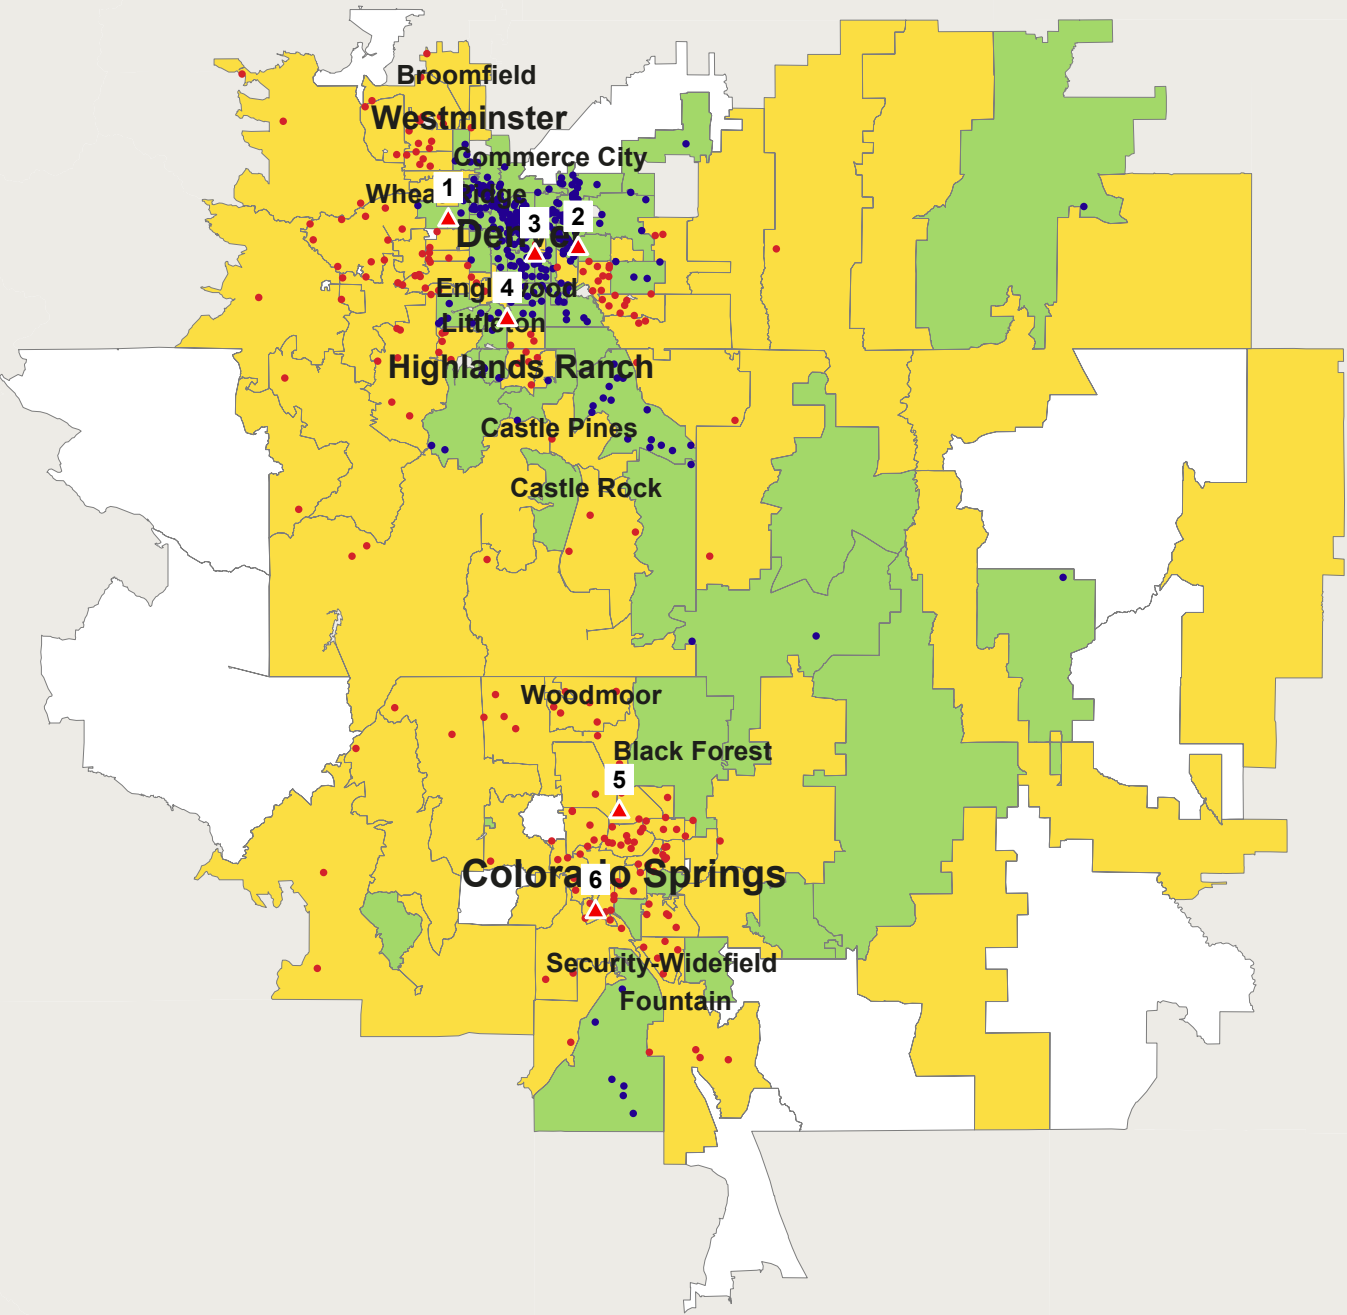 Broomfield
Westminster
Commerce City
1
2
3
4
Highlands Ranch
Castle Pines
Castle Rock
Woodmoor
Black Forest
5
Colorado Springs
6
Security-Widefield
Fountain
Littleton